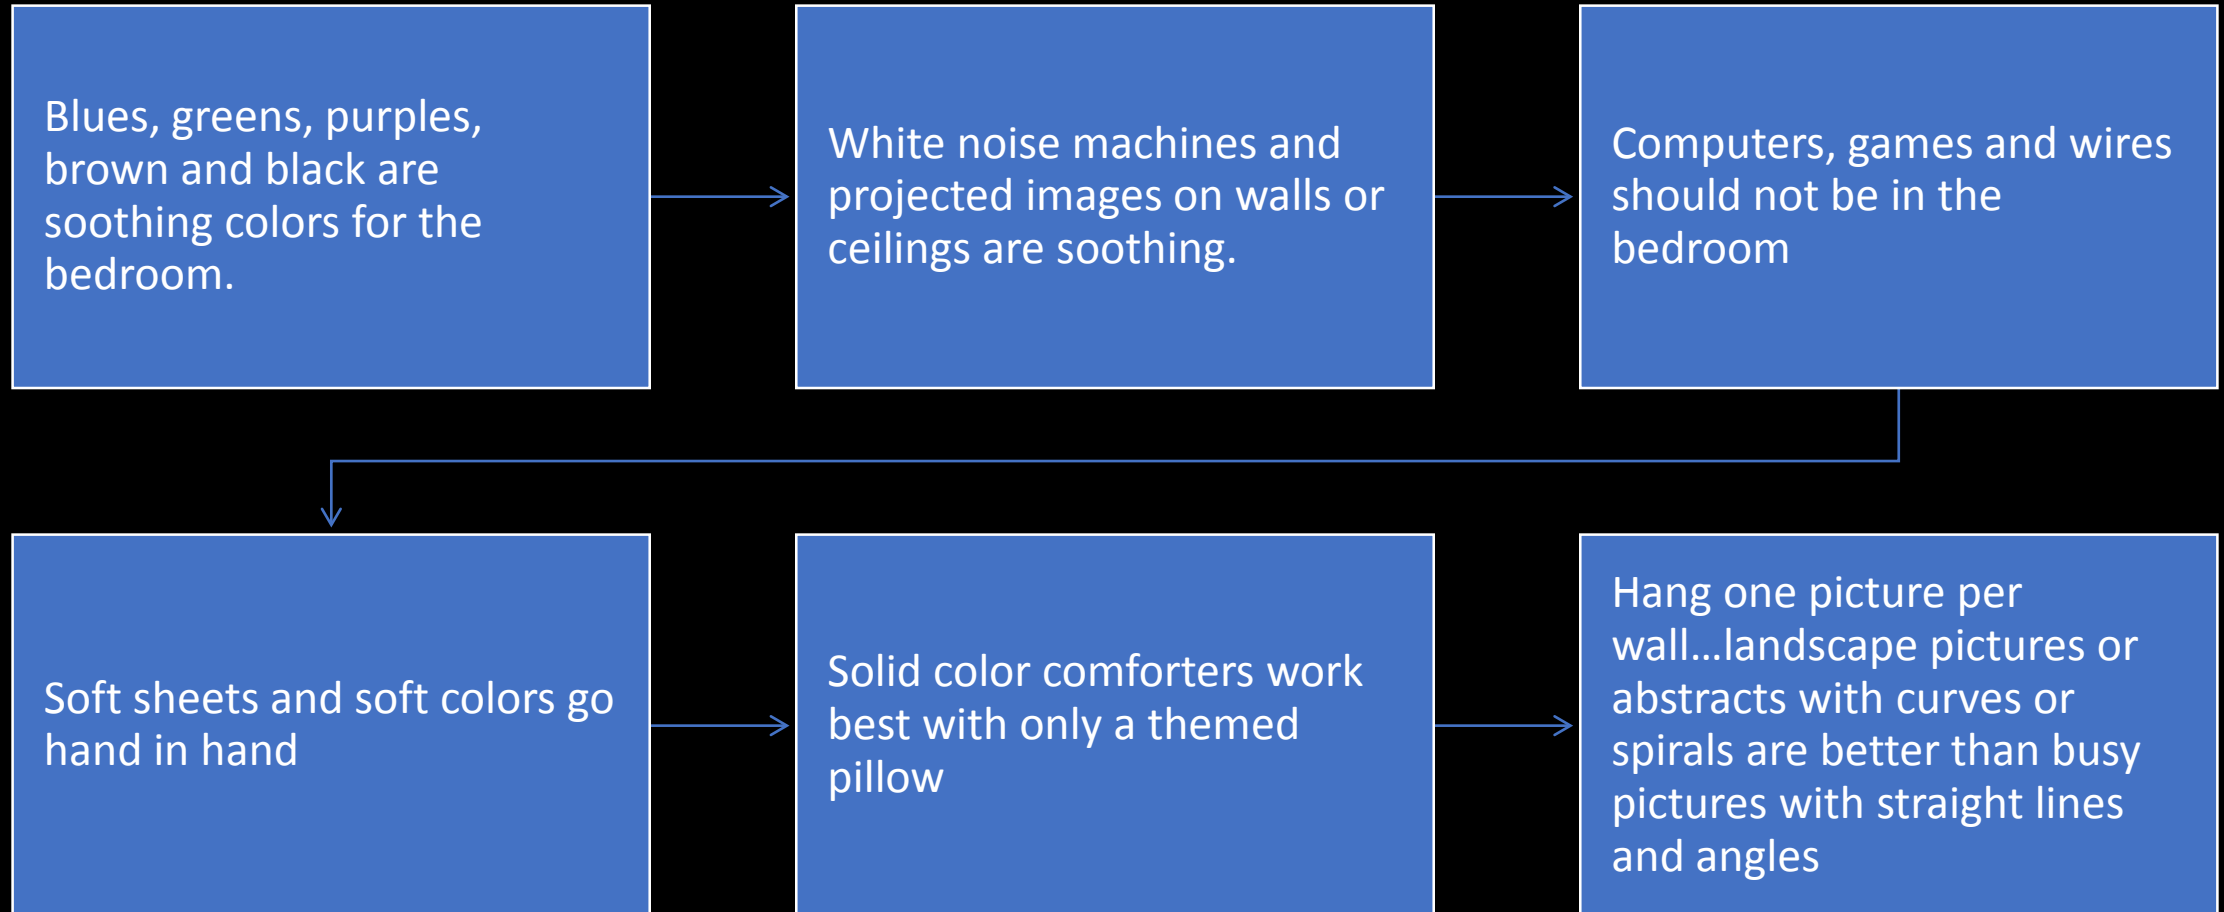 Blues, greens, purples,
brown and black are
soothing colors for the
bedroom.
White noise machines and
projected images on walls or
ceilings are soothing.
Computers, games and wires
should not be in the
bedroom
Soft sheets and soft colors go
hand in hand
Solid color comforters work
best with only a themed
pillow
Hang one picture per
wall...landscape pictures or
abstracts with curves or
spirals are better than busy
pictures with straight lines
and angles